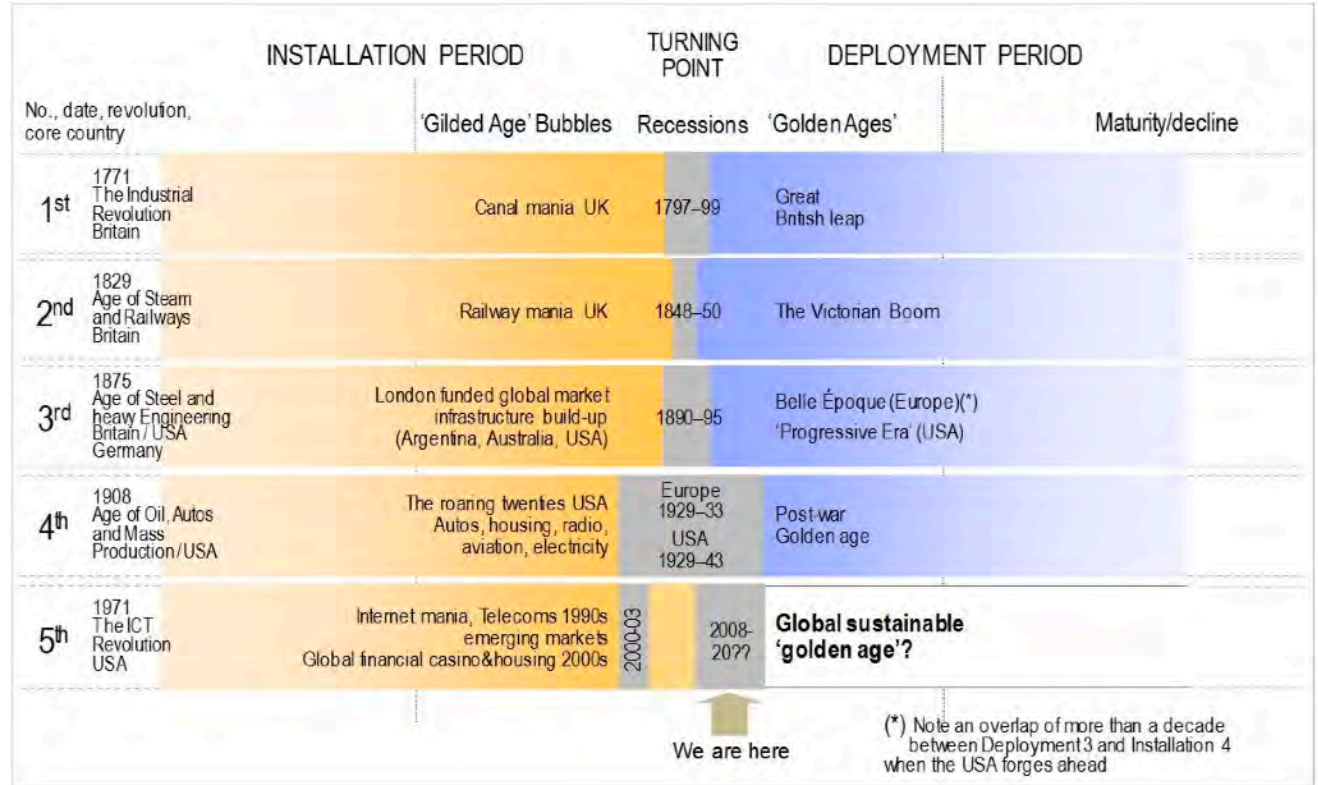 INSTALLATION PERIOD
TURNING
POINT
DEPLOYMENT PERIOD
No., date, revolution,
core country
'Gilded Age' Bubbles
Recessions
'Golden Ages'
Maturity/decline
1st
1771
The Industrial
Revolution
Britain
Canal mania UK
1797–99
Great
British leap
2nd
1829
Age of Steam
and Railways
Britain
Railway mania UK
1848–50
The Victorian Boom
3rd
1875
Age of Steel and
heavy Engineering
Britain / USA
Germany
London funded global market
infrastructure build-up
(Argentina, Australia, USA)
1890–95
Belle Époque (Europe)(*)
'Progressive Era' (USA)
4th
1908
Age of Oil, Autos
and Mass
Production/USA
The roaring twenties USA
Autos, housing, radio,
aviation, electricity
Europe
1929–33
USA
1929–43
Post-war
Golden age
5th
1971
The ICT
Revolution
USA
Internet mania, Telecoms 1990s
emerging markets
Global financial casino&housing 2000s
2000-03
2008-
20??
Global sustainable
'golden age'?
We are here
(*) Note an overlap of more than a decade
between Deployment 3 and Installation 4
when the USA forges ahead